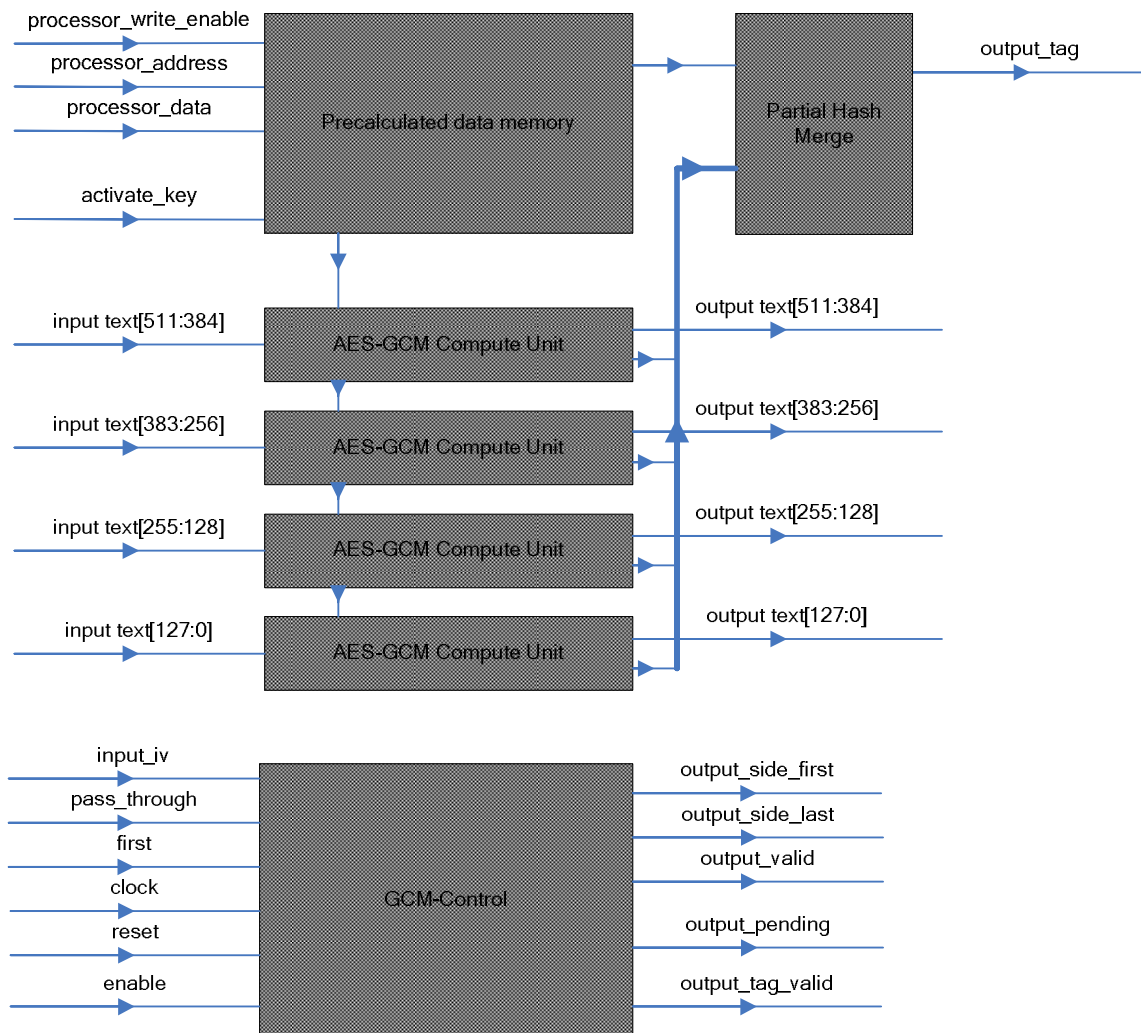 processor_write_enable
processor_address
processor_data
activate_key
Precalculated data memory
Partial Hash
Merge
output_tag
input text[511:384]
AES-GCM Compute Unit
output text[511:384]
input text[383:256]
AES-GCM Compute Unit
output text[383:256]
input text[255:128]
AES-GCM Compute Unit
output text[255:128]
input text[127:0]
AES-GCM Compute Unit
output text[127:0]
input_iv
pass_through
first
clock
reset
enable
GCM-Control
output_side_first
output_side_last
output_valid
output_pending
output_tag_valid